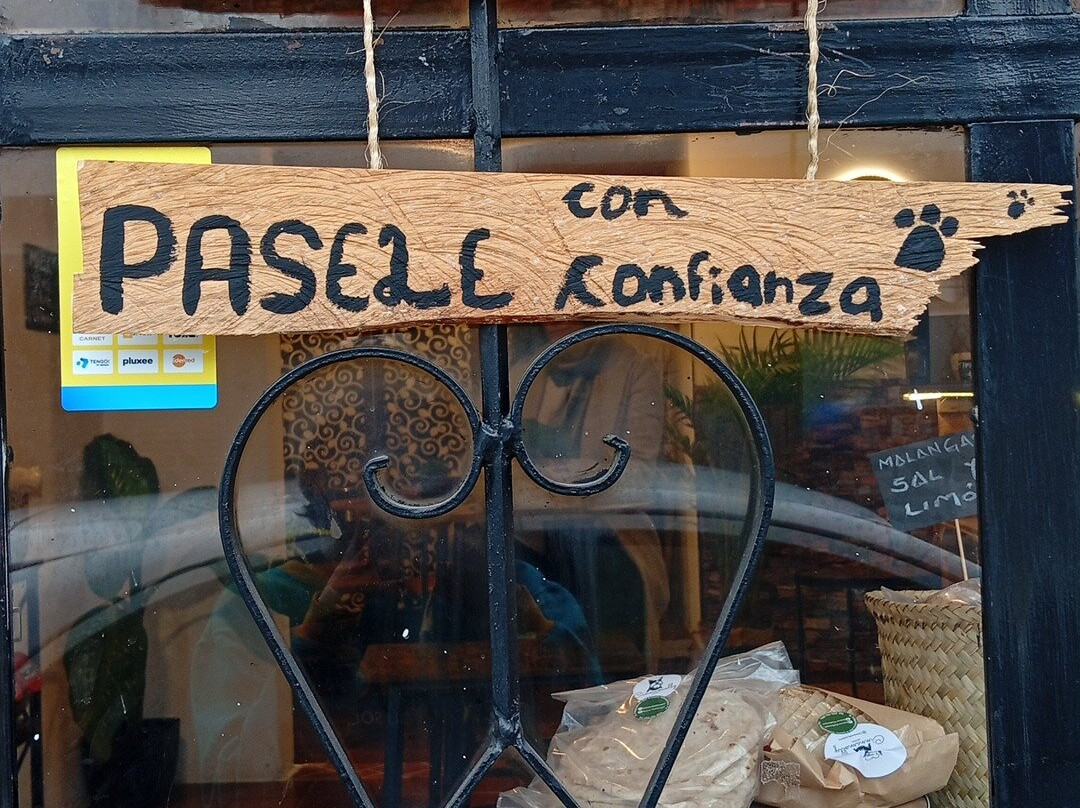 PASELE con
Konfianza
CARNET
TENGO!
pluxee
MALANGA
SAL Y
LIMÓ